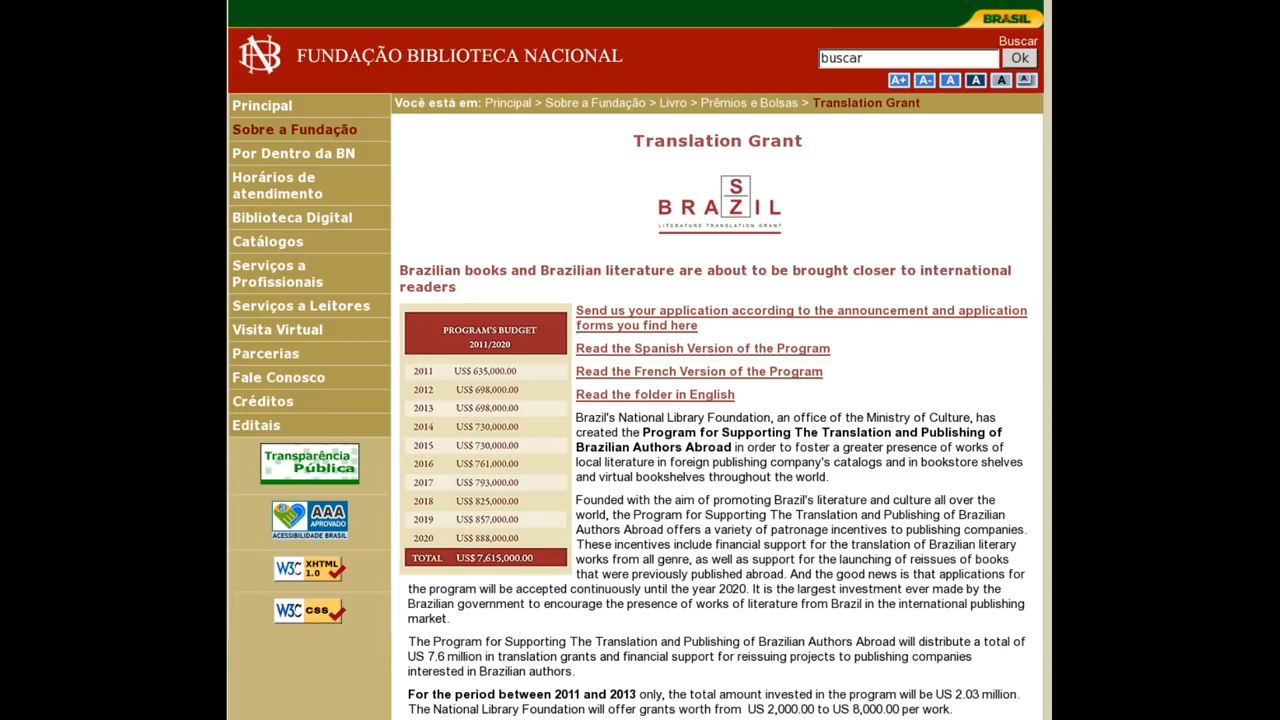 BRASIL
FUNDAÇÃO BIBLIOTECA NACIONAL
Buscar
buscar
Ok
A+ A- A A A A
Principal
Sobre a Fundação
Por Dentro da BN
Horários de
atendimento
Biblioteca Digital
Catálogos
Serviços a
Profissionais
Serviços a Leitores
Visita Virtual
Parcerias
Fale Conosco
Créditos
Editais
Transparência
Pública
AAA
APROVADO
ACESSIBILIDADE BRASIL
W3C XHTML
1.0
W3C css
Você está em: Principal > Sobre a Fundação > Livro > Prêmios e Bolsas > Translation Grant
Translation Grant
S
BRAZIL
LITERATURE TRANSLATION GRANT
Brazilian books and Brazilian literature are about to be brought closer to international
readers
PROGRAM'S BUDGET
2011/2020
2011 US$ 635,000.00
2012 US$ 698,000.00
2013 US$ 698,000.00
2014 US$ 730,000.00
2015 US$ 730,000.00
2016 US$ 761,000.00
2017 US$ 793,000.00
2018 US$ 825,000.00
2019 US$ 857,000.00
2020 US$ 888,000.00
TOTAL US$ 7,615,000.00
Send us your application according to the announcement and application
forms you find here
Read the Spanish Version of the Program
Read the French Version of the Program
Read the folder in English
Brazil's National Library Foundation, an office of the Ministry of Culture, has
created the Program for Supporting The Translation and Publishing of
Brazilian Authors Abroad in order to foster a greater presence of works of
local literature in foreign publishing company's catalogs and in bookstore shelves
and virtual bookshelves throughout the world.
Founded with the aim of promoting Brazil's literature and culture all over the
world, the Program for Supporting The Translation and Publishing of Brazilian
Authors Abroad offers a variety of patronage incentives to publishing companies.
These incentives include financial support for the translation of Brazilian literary
works from all genre, as well as support for the launching of reissues of books
that were previously published abroad. And the good news is that applications for
the program will be accepted continuously until the year 2020. It is the largest investment ever made by the
Brazilian government to encourage the presence of works of literature from Brazil in the international publishing
market.
The Program for Supporting The Translation and Publishing of Brazilian Authors Abroad will distribute a total of
US 7.6 million in translation grants and financial support for reissuing projects to publishing companies
interested in Brazilian authors.
For the period between 2011 and 2013 only, the total amount invested in the program will be US 2.03 million.
The National Library Foundation will offer grants worth from US 2,000.00 to US 8,000.00 per work.